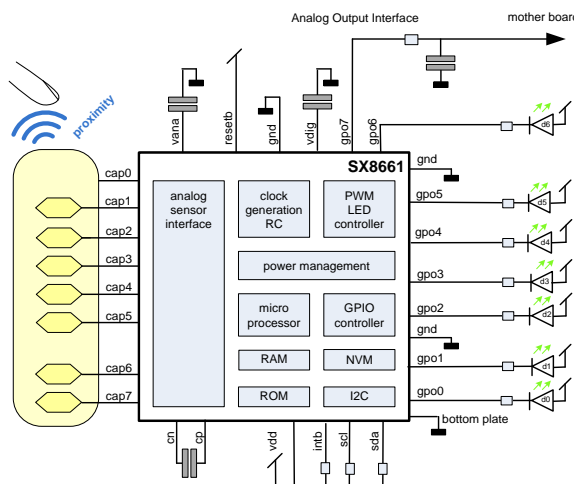 Analog Output Interface
mother board
proximity
vana
resetb
gnd
vdig
gpo7
gpo6
d6
SX8661
gnd
cap0
cap1
cap2
cap3
cap4
cap5
cap6
cap7
analog
sensor
interface
clock
generation
RC
PWM
LED
controller
power management
micro
processor
GPIO
controller
RAM
NVM
ROM
I2C
gpo5
d5
gpo4
d4
gpo3
d3
gpo2
d2
gnd
gpo1
d1
gpo0
d0
bottom plate
cn
cp
vdd
intb
scl
sda